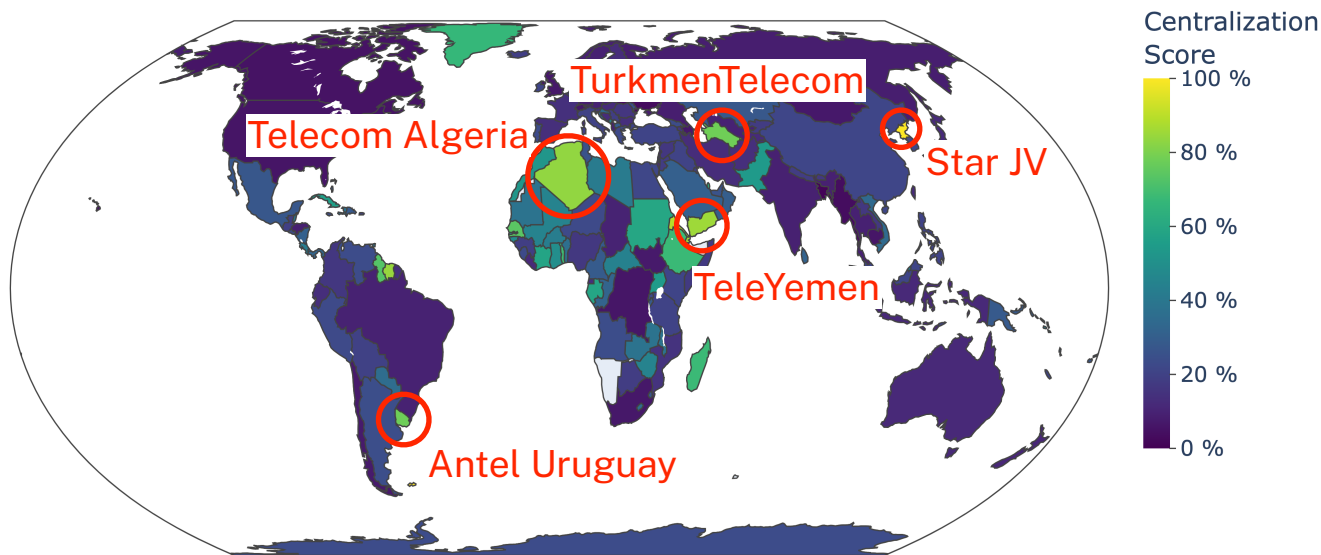 Centralization
Score
100 %
80 %
60 %
40 %
20 %
0 %
TurkmenTelecom
Telecom Algeria
Star JV
TeleYemen
Antel Uruguay